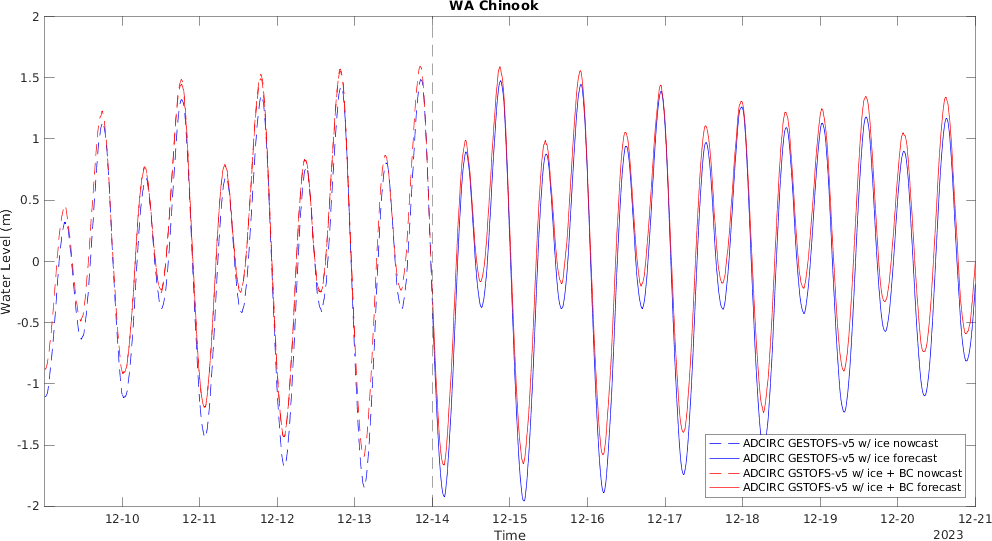 WA Chinook
2
1.5
1
0.5
0
-0.5
-1
-1.5
-2
Water Level (m)
ADCIRC GESTOFS-v5 w/ ice nowcast
ADCIRC GESTOFS-v5 w/ ice forecast
ADCIRC GSTOFS-v5 w/ ice + BC nowcast
ADCIRC GSTOFS-v5 w/ ice + BC forecast
12-10 12-11 12-12 12-13 12-14 12-15 12-16 12-17 12-18 12-19 12-20 12-21
Time
2023